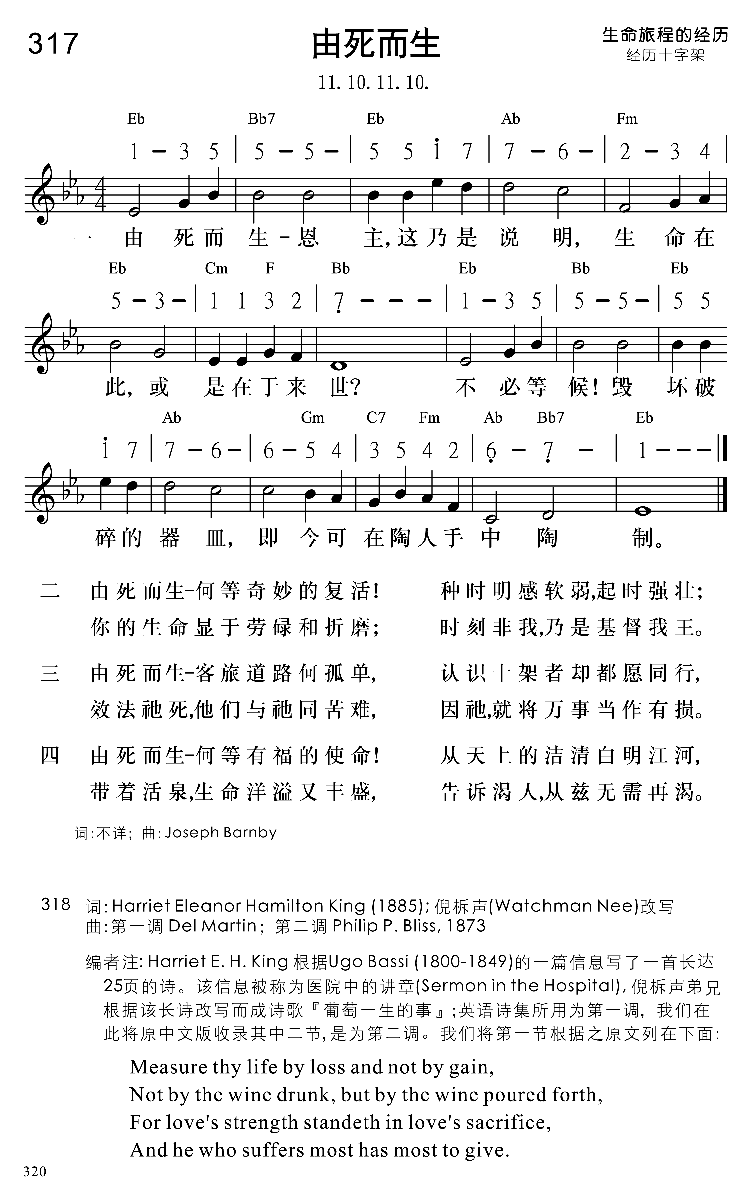 317
由死而生
生命旅程的经历
经历十字架
11. 10. 11. 10.
Eb Bb7 Eb Ab Fm
1 – 3 5 | 5 – 5 – | 5 5 i 7 | 7 – 6 – | 2 – 3 4 |
由 死 而 生 – 恩 主, 这 乃 是 说 明, 生 命 在
Eb Cm F Bb Eb Bb Eb
5 – 3 – | 1 1 3 2 | 7 – – – | 1 – 3 5 | 5 – 5 – | 5 5
此, 或 是 在 于 来 世? 不 必 等 候! 毁 坏 破
Ab Gm C7 Fm Ab Bb7 Eb
i 7 | 7 – 6 – | 6 – 5 4 | 3 5 4 2 | 6 – 7 – | 1 – – – ‖
碎 的 器 皿, 即 今 可 在 陶 人 手 中 陶 制。
二 由死而生–何等奇妙的复活! 种时明感软弱,起时强壮;
你的生命显于劳碌和折磨; 时刻非我,乃是基督我王。
三 由死而生–客旅道路何孤单, 认识十架者却都愿同行,
效法祂死,他们与祂同苦难, 因祂,就将万事当作有损。
四 由死而生–何等有福的使命! 从天上的洁清白明江河,
带着活泉,生命洋溢又丰盛, 告诉渴人,从兹无需再渴。
词:不详; 曲:Joseph Barnby
318 词: Harriet Eleanor Hamilton King (1885); 倪柝声(Watchman Nee)改写
曲:第一调 Del Martin; 第二调 Philip P. Bliss, 1873
编者注: Harriet E. H. King 根据Ugo Bassi (1800-1849)的一篇信息写了一首长达
25页的诗。该信息被称为医院中的讲章(Sermon in the Hospital), 倪柝声弟兄
根据该长诗改写而成诗歌『葡萄一生的事』;英语诗集所用为第一调, 我们在
此将原中文版收录其中二节,是为第二调。我们将第一节根据之原文列在下面:
Measure thy life by loss and not by gain,
Not by the wine drunk, but by the wine poured forth,
For love's strength standeth in love's sacrifice,
And he who suffers most has most to give.
320